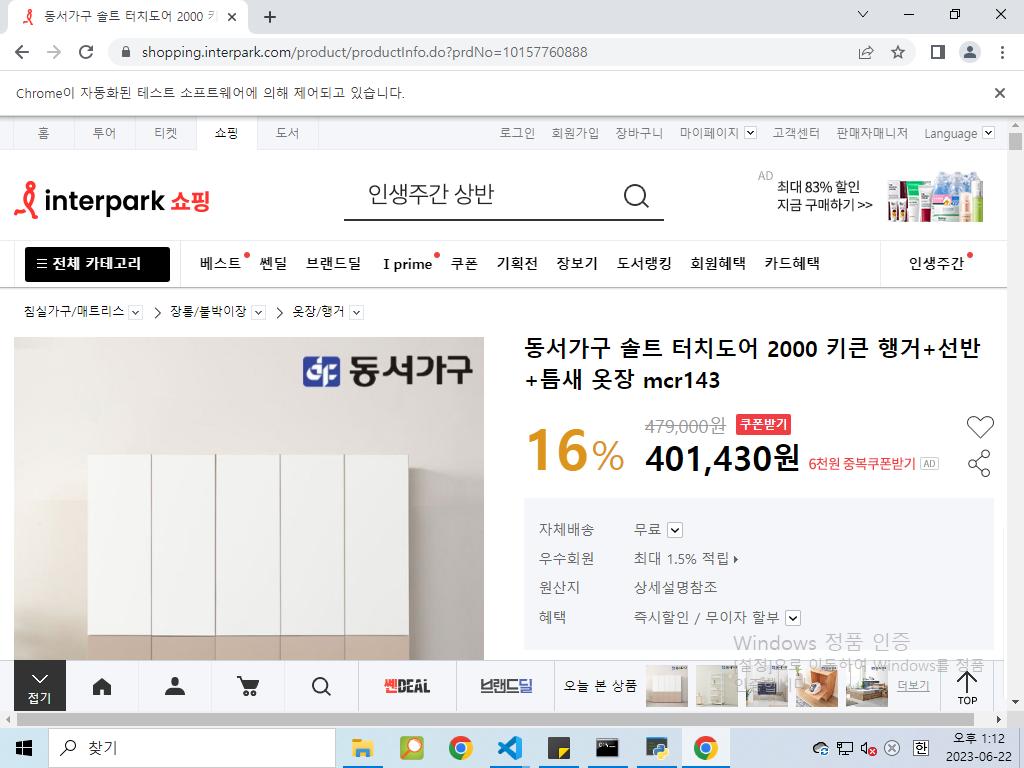 동서가구 솔트 터치도어 2000 키
shopping.interpark.com/product/productInfo.do?prdNo=10157760888
Chrome이 자동화된 테스트 소프트웨어에 의해 제어되고 있습니다.
홈 투어 티켓 쇼핑 도서 로그인 회원가입 장바구니 마이페이지 고객센터 판매자매니저 Language
interpark 쇼핑 인생주간 상반
AD 최대 83% 할인
지금 구매하기 >>
전체 카테고리 베스트 쎈딜 브랜드딜 I prime 쿠폰 기획전 장보기 도서랭킹 회원혜택 카드혜택 인생주간
침실가구/매트리스 장롱/붙박이장 옷장/행거
동서가구
동서가구 솔트 터치도어 2000 키큰 행거+선반
+틈새 옷장 mcr143
479,000원 쿠폰받기
16% 401,430원 6천원 중복쿠폰받기 AD
자체배송 무료
우수회원 최대 1.5% 적립
원산지 상세설명참조
혜택 즉시할인 / 무이자 할부
Windows 정품 인증
[설정]으로 이동하여 Windows를 정품
접기 쎈DEAL 브랜드딜 오늘 본 상품 더보기 TOP
찾기
한
오후 1:12
2023-06-22